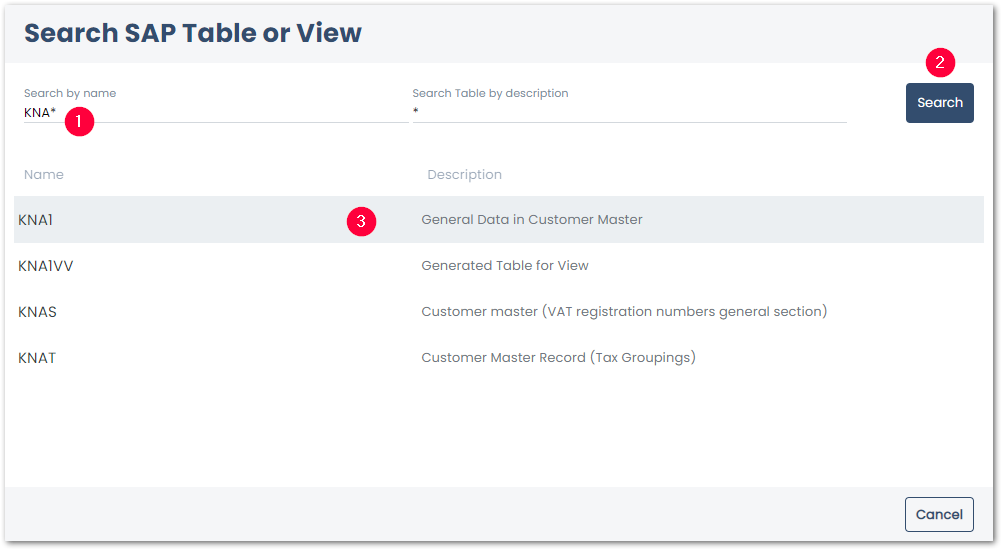 Search SAP Table or View
2
Search by name
Search Table by description
KNA*
*
Search
1
Name Description
KNA1 3 General Data in Customer Master
KNA1VV Generated Table for View
KNAS Customer master (VAT registration numbers general section)
KNAT Customer Master Record (Tax Groupings)
Cancel